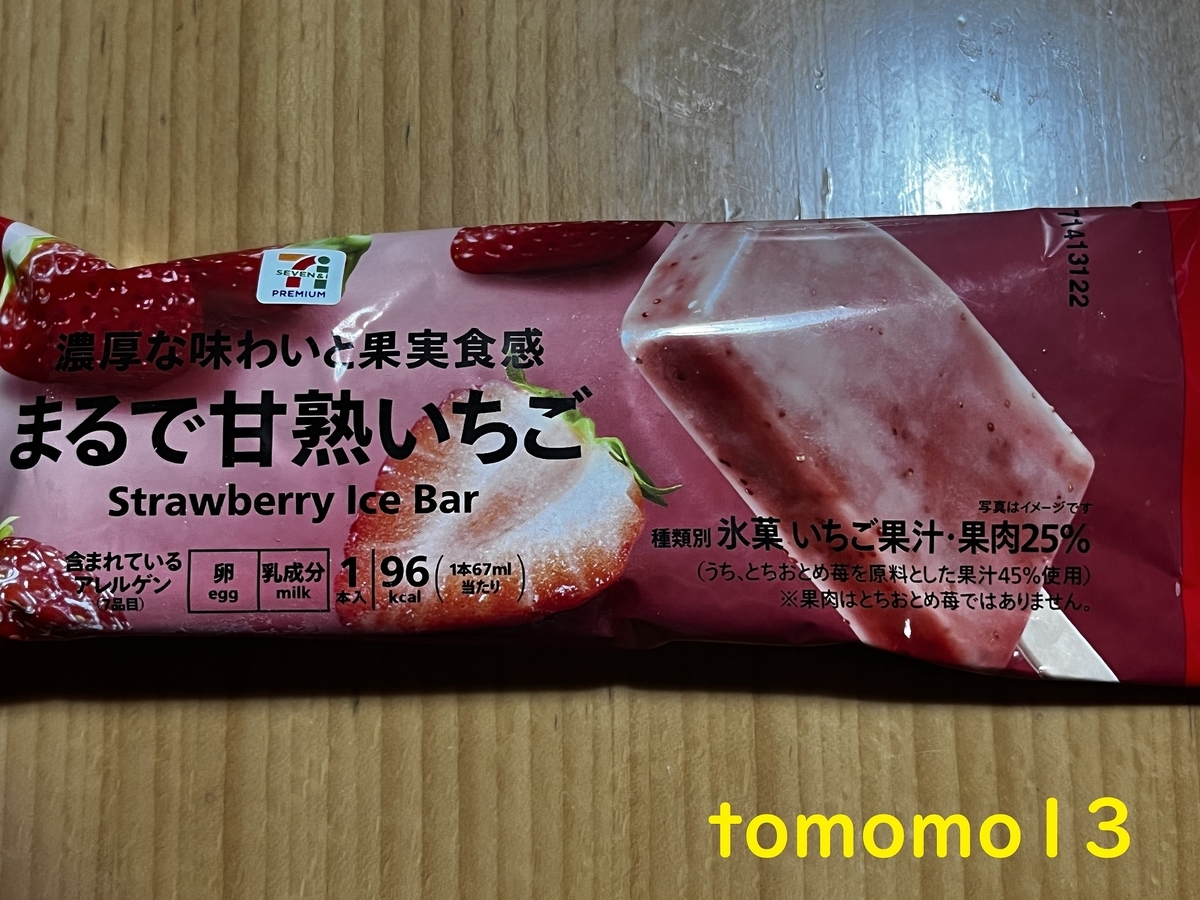 SEVEN&i
PREMIUM
濃厚な味わいと果実食感
まるで甘熟いちご
Strawberry Ice Bar
含まれている
アレルゲン
(7品目)
卵
egg
乳成分
milk
1
本入
96
kcal
(1本67ml
当たり)
71413122
写真はイメージです
種類別 氷菓 いちご果汁・果肉25%
(うち、とちおとめ苺を原料とした果汁45%使用)
※果肉はとちおとめ苺ではありません。
tomomo13